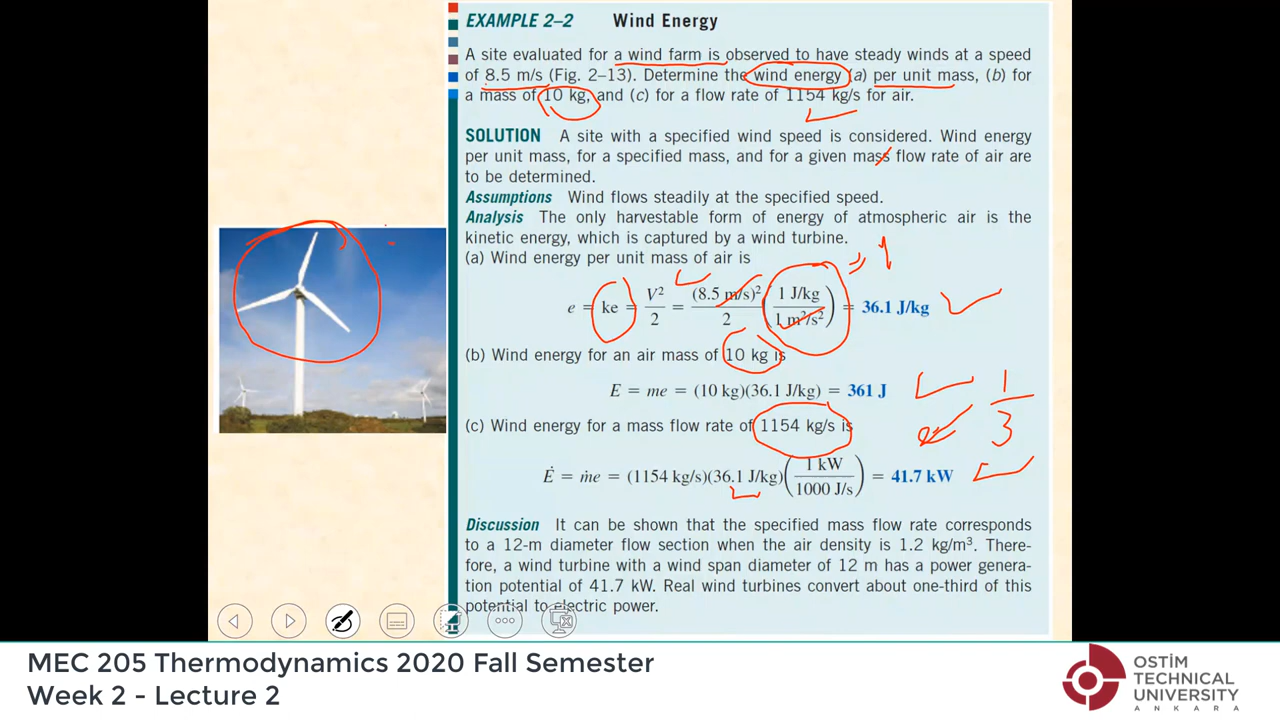 EXAMPLE 2–2 Wind Energy
A site evaluated for a wind farm is observed to have steady winds at a speed
of 8.5 m/s (Fig. 2–13). Determine the wind energy (a) per unit mass, (b) for
a mass of 10 kg, and (c) for a flow rate of 1154 kg/s for air.
SOLUTION A site with a specified wind speed is considered. Wind energy
per unit mass, for a specified mass, and for a given mass flow rate of air are
to be determined.
Assumptions Wind flows steadily at the specified speed.
Analysis The only harvestable form of energy of atmospheric air is the
kinetic energy, which is captured by a wind turbine.
(a) Wind energy per unit mass of air is
= 1
e = ke = V²/2 = (8.5 m/s)²/2 (1 J/kg / 1 m²/s²) = 36.1 J/kg
(b) Wind energy for an air mass of 10 kg is
E = me = (10 kg)(36.1 J/kg) = 361 J
1/3
(c) Wind energy for a mass flow rate of 1154 kg/s is
Ė = ṁe = (1154 kg/s)(36.1 J/kg)(1 kW / 1000 J/s) = 41.7 kW
Discussion It can be shown that the specified mass flow rate corresponds
to a 12-m diameter flow section when the air density is 1.2 kg/m³. There-
fore, a wind turbine with a wind span diameter of 12 m has a power genera-
tion potential of 41.7 kW. Real wind turbines convert about one-third of this
potential to electric power.
MEC 205 Thermodynamics 2020 Fall Semester
Week 2 - Lecture 2
OSTİM
TECHNICAL
UNIVERSITY
ANKARA